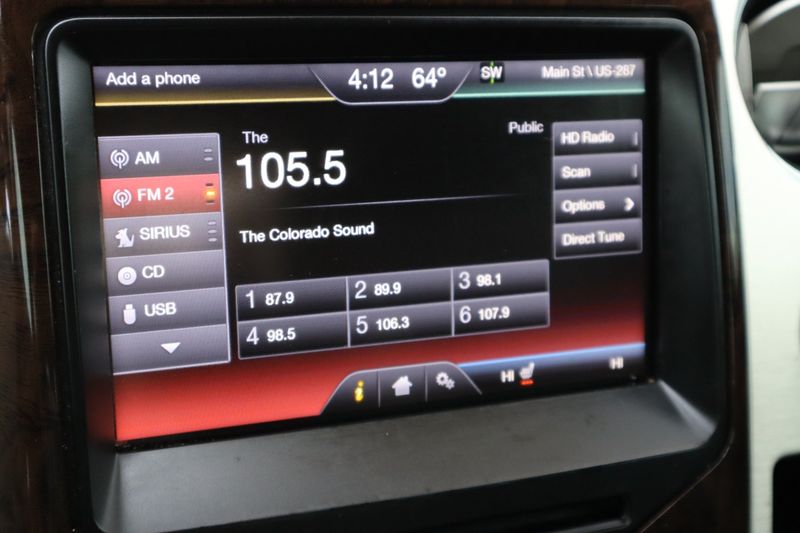 Add a phone
4:12 64°
SW
Main St \ US-287
AM
FM 2
SIRIUS
CD
USB
The
105.5
Public
The Colorado Sound
1 87.9
2 89.9
3 98.1
4 98.5
5 106.3
6 107.9
HD Radio
Scan
Options
Direct Tune
i
HI
HI